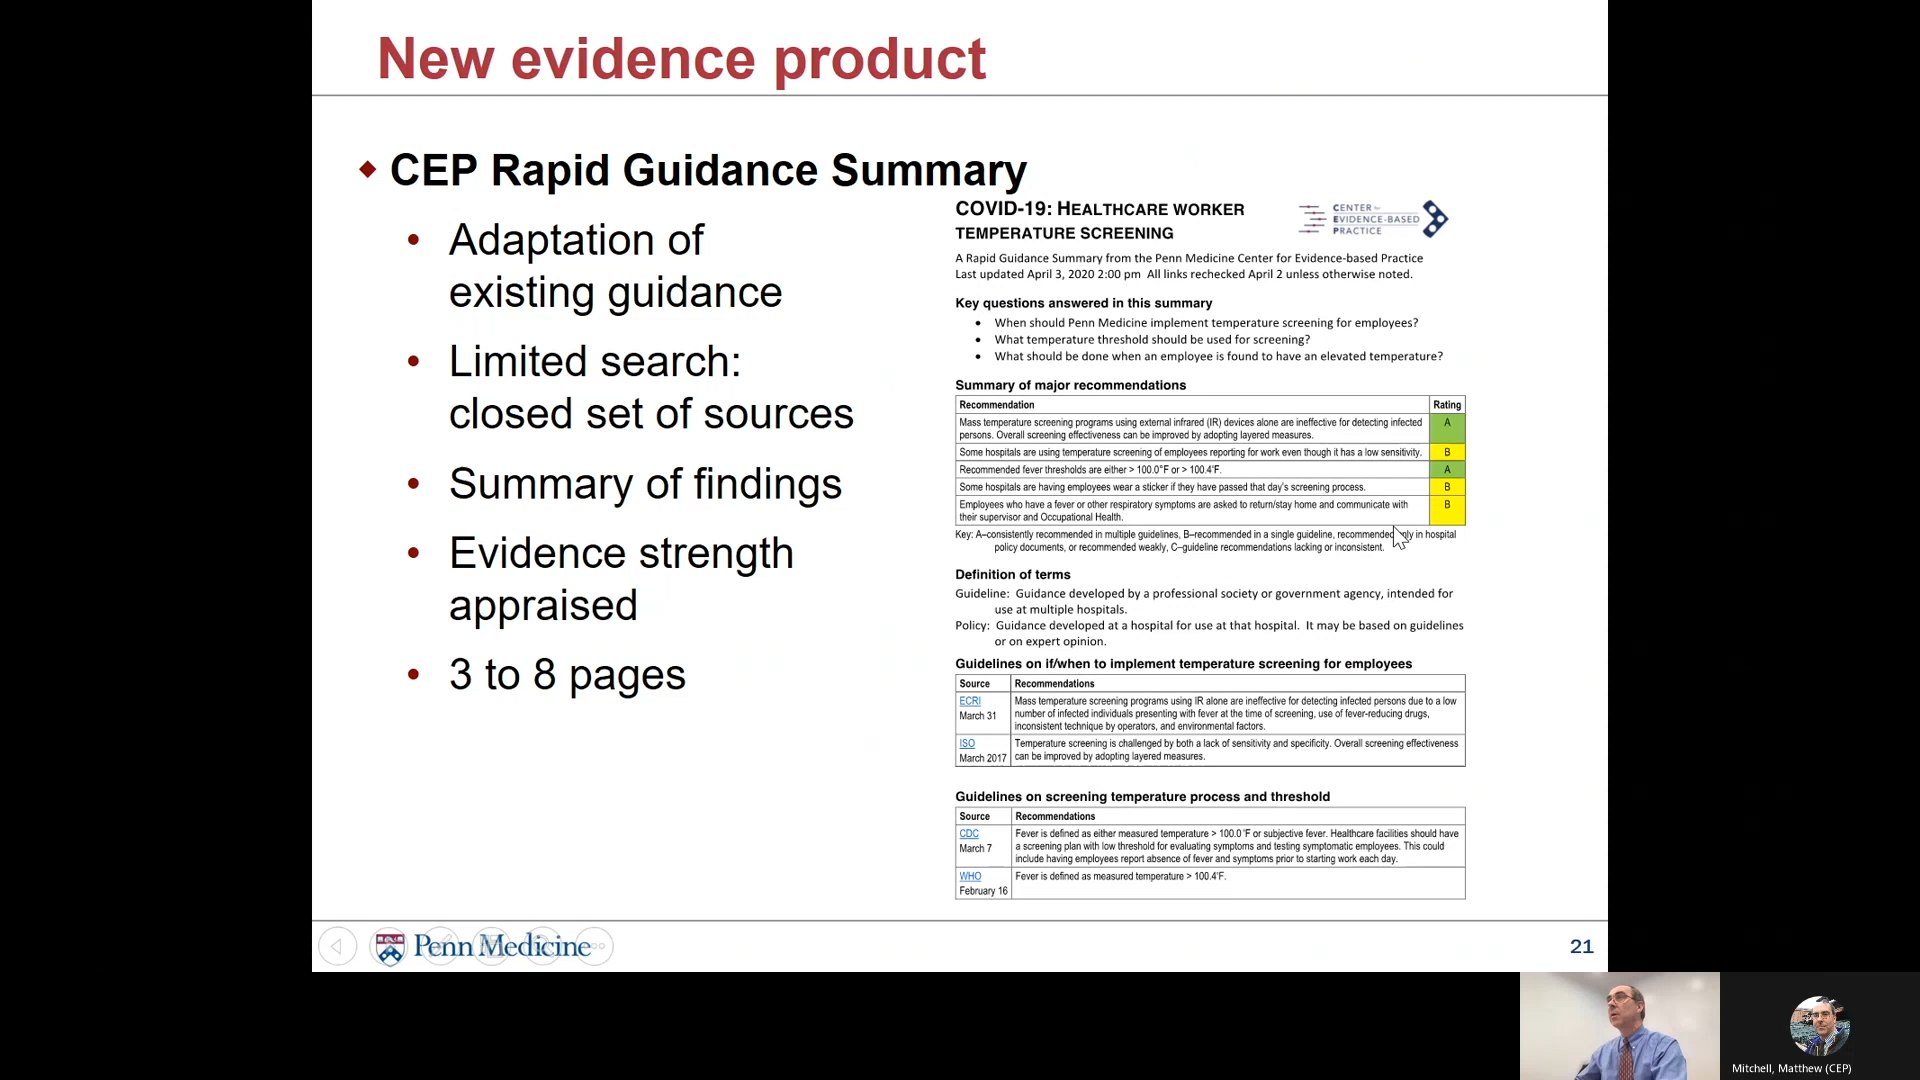 New evidence product
CEP Rapid Guidance Summary
Adaptation of
existing guidance
Limited search:
closed set of sources
Summary of findings
Evidence strength
appraised
3 to 8 pages
COVID-19: HEALTHCARE WORKER
TEMPERATURE SCREENING
CENTER for
EVIDENCE-BASED
PRACTICE
A Rapid Guidance Summary from the Penn Medicine Center for Evidence-based Practice
Last updated April 3, 2020 2:00 pm All links rechecked April 2 unless otherwise noted.
Key questions answered in this summary
When should Penn Medicine implement temperature screening for employees?
What temperature threshold should be used for screening?
What should be done when an employee is found to have an elevated temperature?
Summary of major recommendations
Recommendation Rating
Mass temperature screening programs using external infrared (IR) devices alone are ineffective for detecting infected A
persons. Overall screening effectiveness can be improved by adopting layered measures.
Some hospitals are using temperature screening of employees reporting for work even though it has a low sensitivity. B
Recommended fever thresholds are either > 100.0°F or > 100.4°F. A
Some hospitals are having employees wear a sticker if they have passed that day's screening process. B
Employees who have a fever or other respiratory symptoms are asked to return/stay home and communicate with B
their supervisor and Occupational Health.
Key: A–consistently recommended in multiple guidelines, B–recommended in a single guideline, recommended only in hospital
policy documents, or recommended weakly, C–guideline recommendations lacking or inconsistent.
Definition of terms
Guideline: Guidance developed by a professional society or government agency, intended for
use at multiple hospitals.
Policy: Guidance developed at a hospital for use at that hospital. It may be based on guidelines
or on expert opinion.
Guidelines on if/when to implement temperature screening for employees
Source Recommendations
ECRI Mass temperature screening programs using IR alone are ineffective for detecting infected persons due to a low
March 31 number of infected individuals presenting with fever at the time of screening, use of fever-reducing drugs,
inconsistent technique by operators, and environmental factors.
ISO Temperature screening is challenged by both a lack of sensitivity and specificity. Overall screening effectiveness
March 2017 can be improved by adopting layered measures.
Guidelines on screening temperature process and threshold
Source Recommendations
CDC Fever is defined as either measured temperature > 100.0°F or subjective fever. Healthcare facilities should have
March 7 a screening plan with low threshold for evaluating symptoms and testing symptomatic employees. This could
include having employees report absence of fever and symptoms prior to starting work each day.
WHO Fever is defined as measured temperature > 100.4°F.
February 16
Penn Medicine
21
Mitchell, Matthew (CEP)